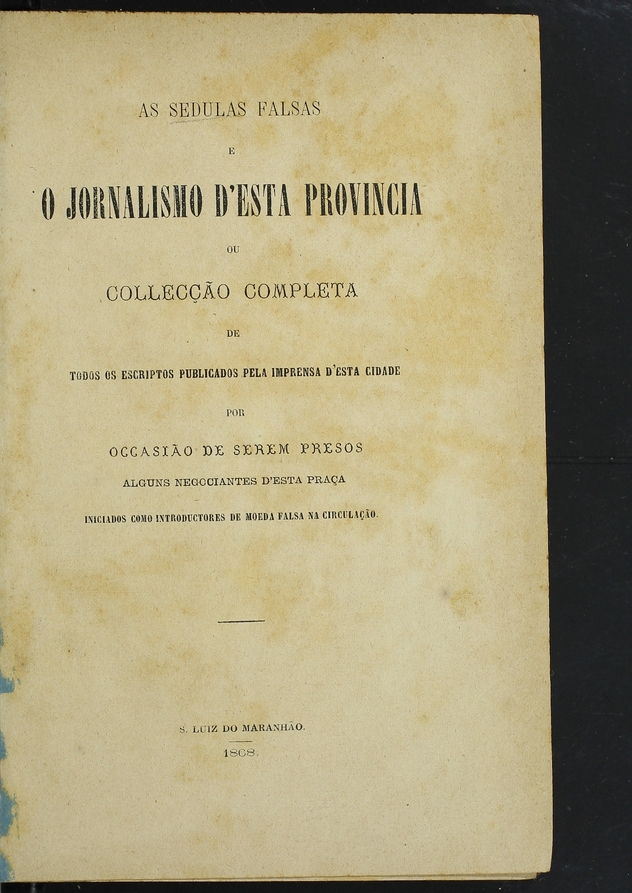 AS SEDULAS FALSAS
E
O JORNALISMO D'ESTA PROVINCIA
OU
COLLECÇÃO COMPLETA
DE
TODOS OS ESCRIPTOS PUBLICADOS PELA IMPRENSA D'ESTA CIDADE
POR
OCCASIÃO DE SEREM PRESOS
ALGUNS NEGOCIANTES D'ESTA PRAÇA
INICIADOS COMO INTRODUCTORES DE MOEDA FALSA NA CIRCULAÇÃO.
S. LUIZ DO MARANHÃO.
1868.